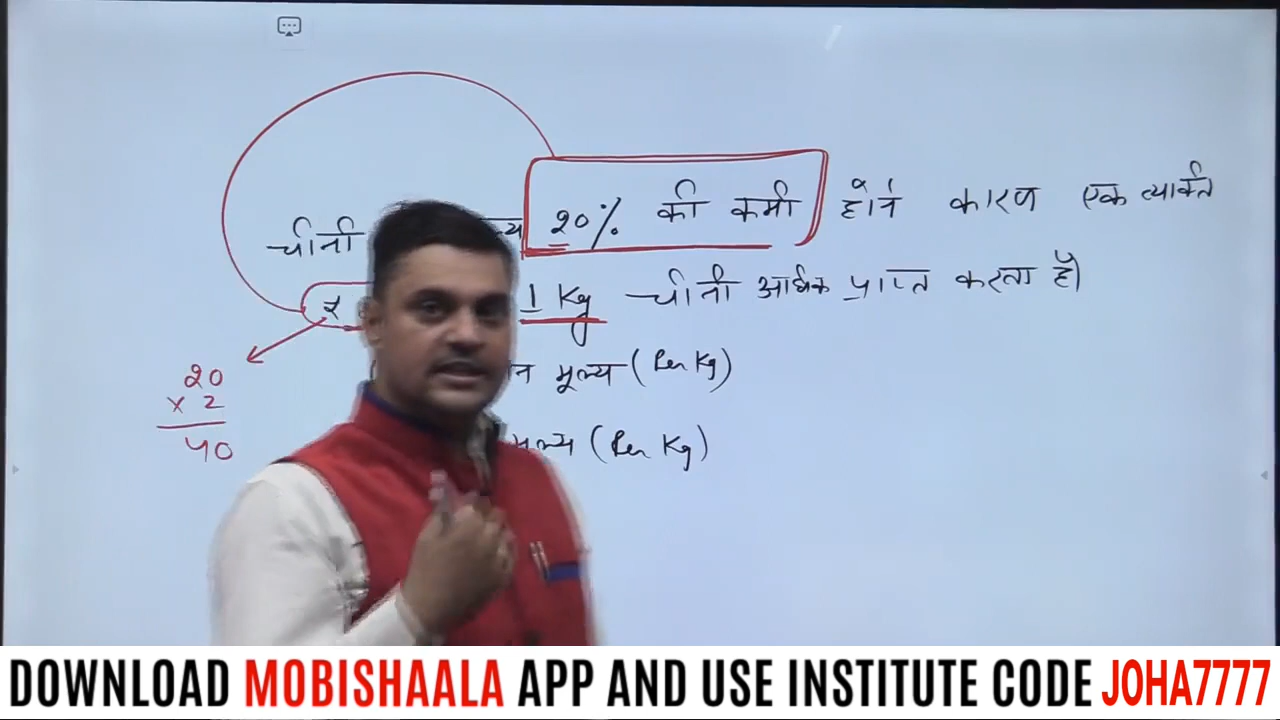 चीनी 20% की कमी होने कारण एक व्यक्ति
₹ 1 Kg चीनी अधिक प्राप्त करता है।
मूल्य (Per Kg)
मूल्य (Per Kg)
20
x 2
40
DOWNLOAD MOBISHAALA APP AND USE INSTITUTE CODE JOHA7777